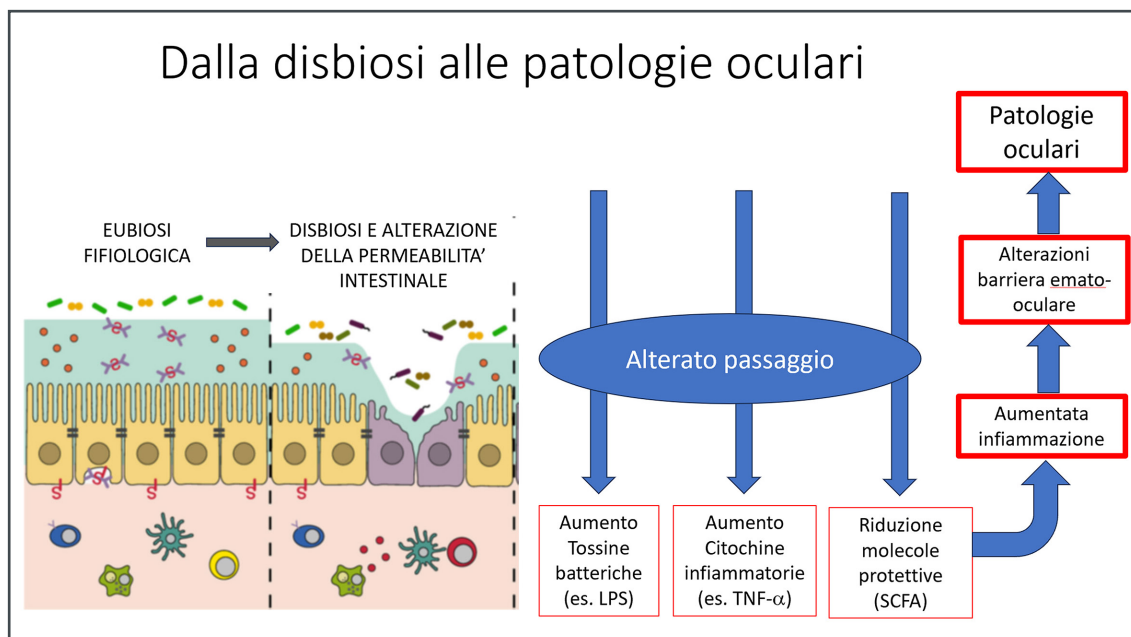 Dalla disbiosi alle patologie oculari
EUBIOSI
FIFIOLOGICA
DISBIOSI E ALTERAZIONE
DELLA PERMEABILITA’
INTESTINALE
Alterato passaggio
Aumento
Tossine
batteriche
(es. LPS)
Aumento
Citochine
infiammatorie
(es. TNF-α)
Riduzione
molecole
protettive
(SCFA)
Aumentata
infiammazione
Alterazioni
barriera emato-
oculare
Patologie
oculari